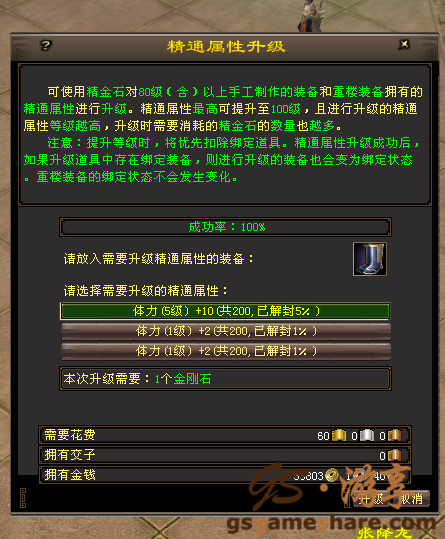 精通属性升级
可使用精金石对80级（含）以上手工制作的装备和重楼装备拥有的
精通属性进行升级。精通属性最高可提升至100级，且进行升级的精通
属性等级越高，升级时需要消耗的精金石的数量也越多。
注意：提升等级时，将优先扣除绑定道具。精通属性升级成功后，
如果升级道具中存在绑定装备，则进行升级的装备也会变为绑定状态
。重楼装备的绑定状态不会发生变化。
成功率：100%
请放入需要升级精通属性的装备：
请选择需要升级的精通属性：
体力(5级) +10(共200,已解封5% )
体力(1级) +2(共200,已解封1% )
体力(1级) +2(共200,已解封1% )
本次升级需要：1个金刚石
需要花费 60 0 0
拥有交子 0
拥有金钱
升级 取消
gsgamehare.com